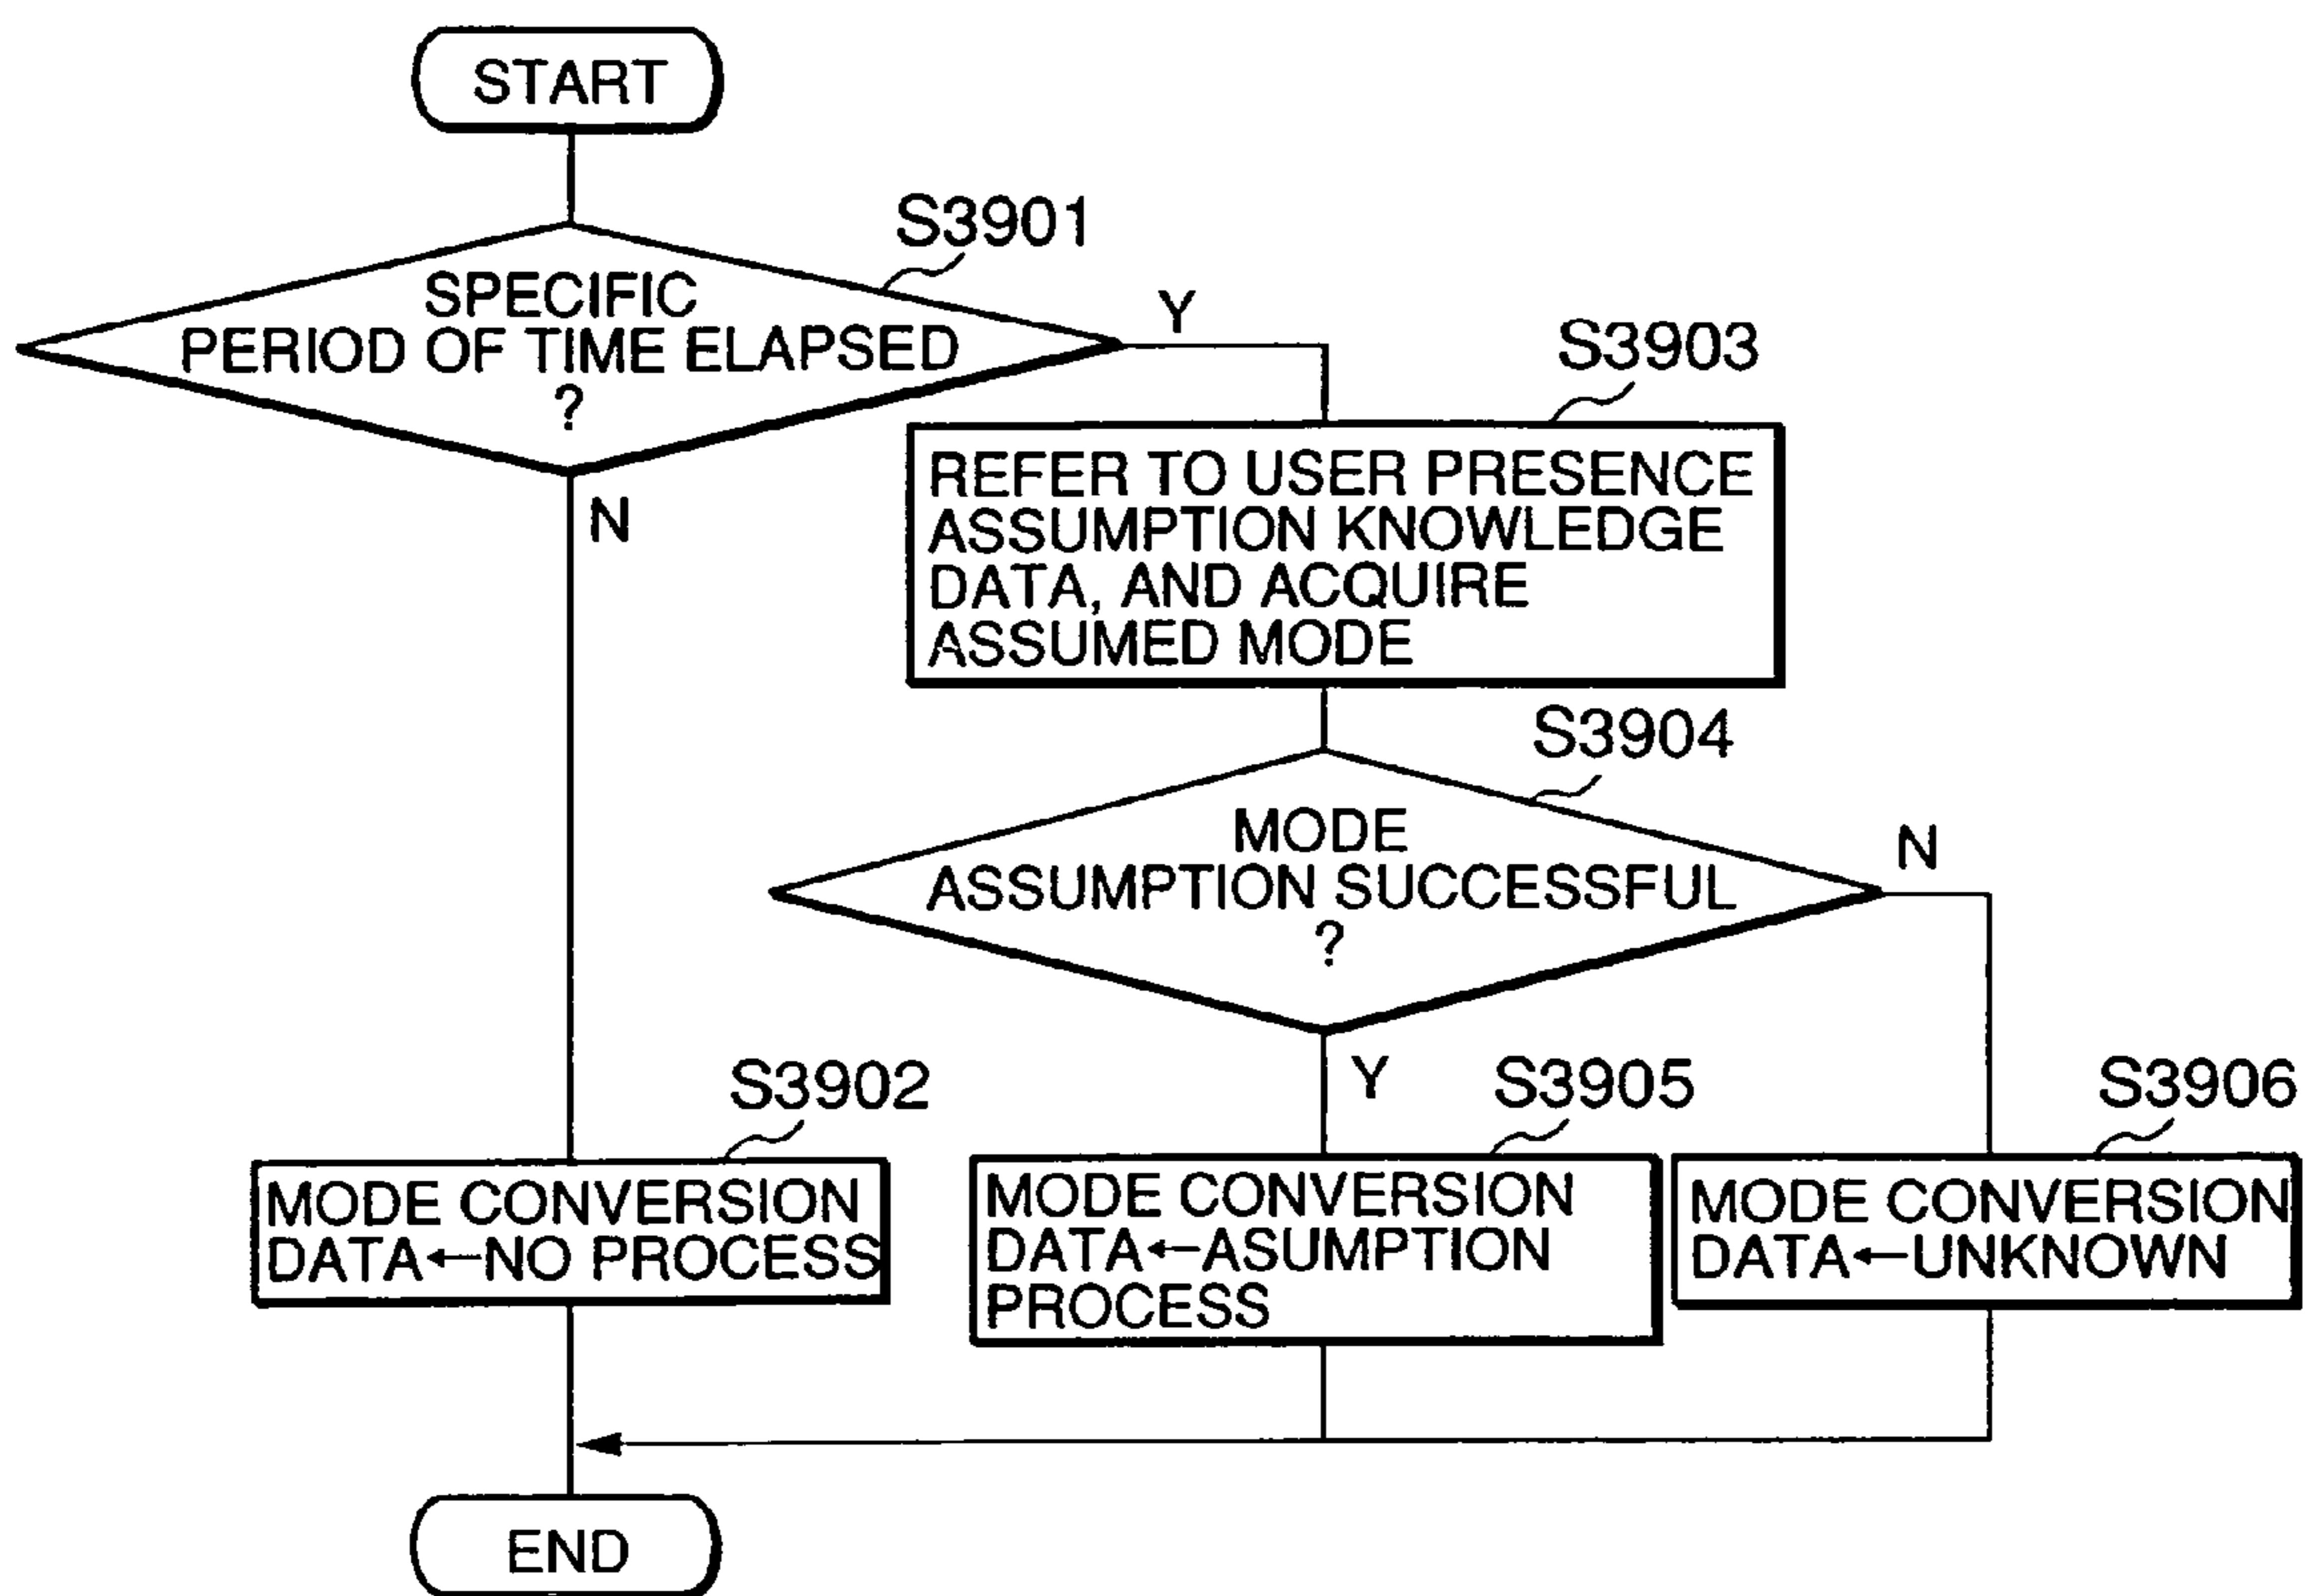 START
S3901
SPECIFIC
PERIOD OF TIME ELAPSED
?
Y
N
S3903
REFER TO USER PRESENCE
ASSUMPTION KNOWLEDGE
DATA, AND ACQUIRE
ASSUMED MODE
S3904
MODE
ASSUMPTION SUCCESSFUL
?
N
Y
S3902
MODE CONVERSION
DATA←NO PROCESS
S3905
MODE CONVERSION
DATA←ASUMPTION
PROCESS
S3906
MODE CONVERSION
DATA←UNKNOWN
END